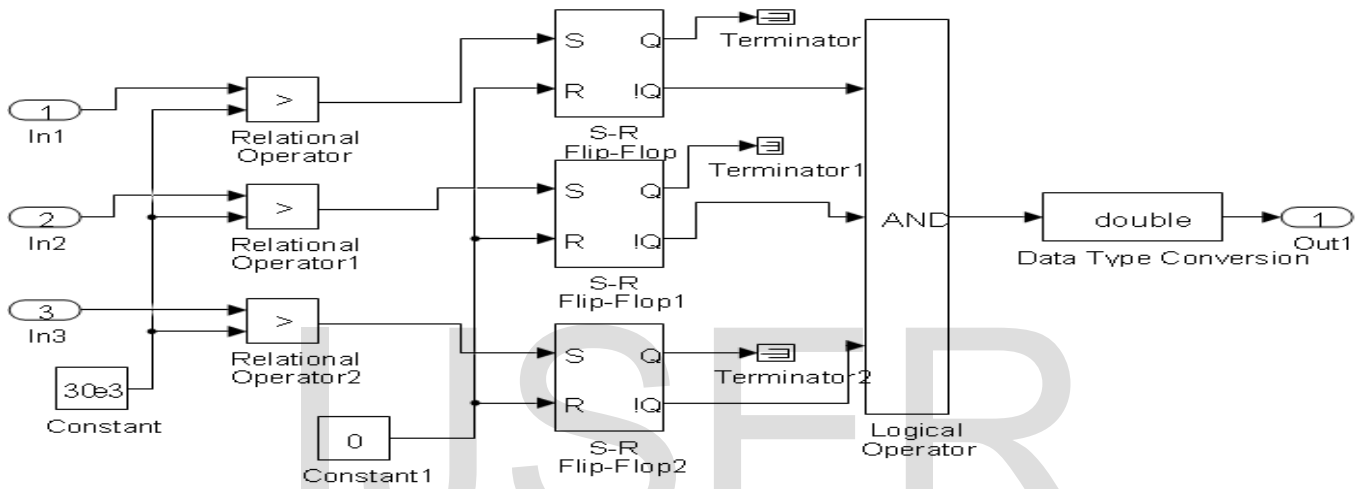 1
In1
2
In2
3
In3
30e3
Constant
>
Relational
Operator
>
Relational
Operator1
>
Relational
Operator2
0
Constant1
S Q
R !Q
S-R
Flip-Flop
S Q
R !Q
S-R
Flip-Flop1
S Q
R !Q
S-R
Flip-Flop2
Terminator
Terminator1
Terminator2
AND
Logical
Operator
double
Data Type Conversion
1
Out1